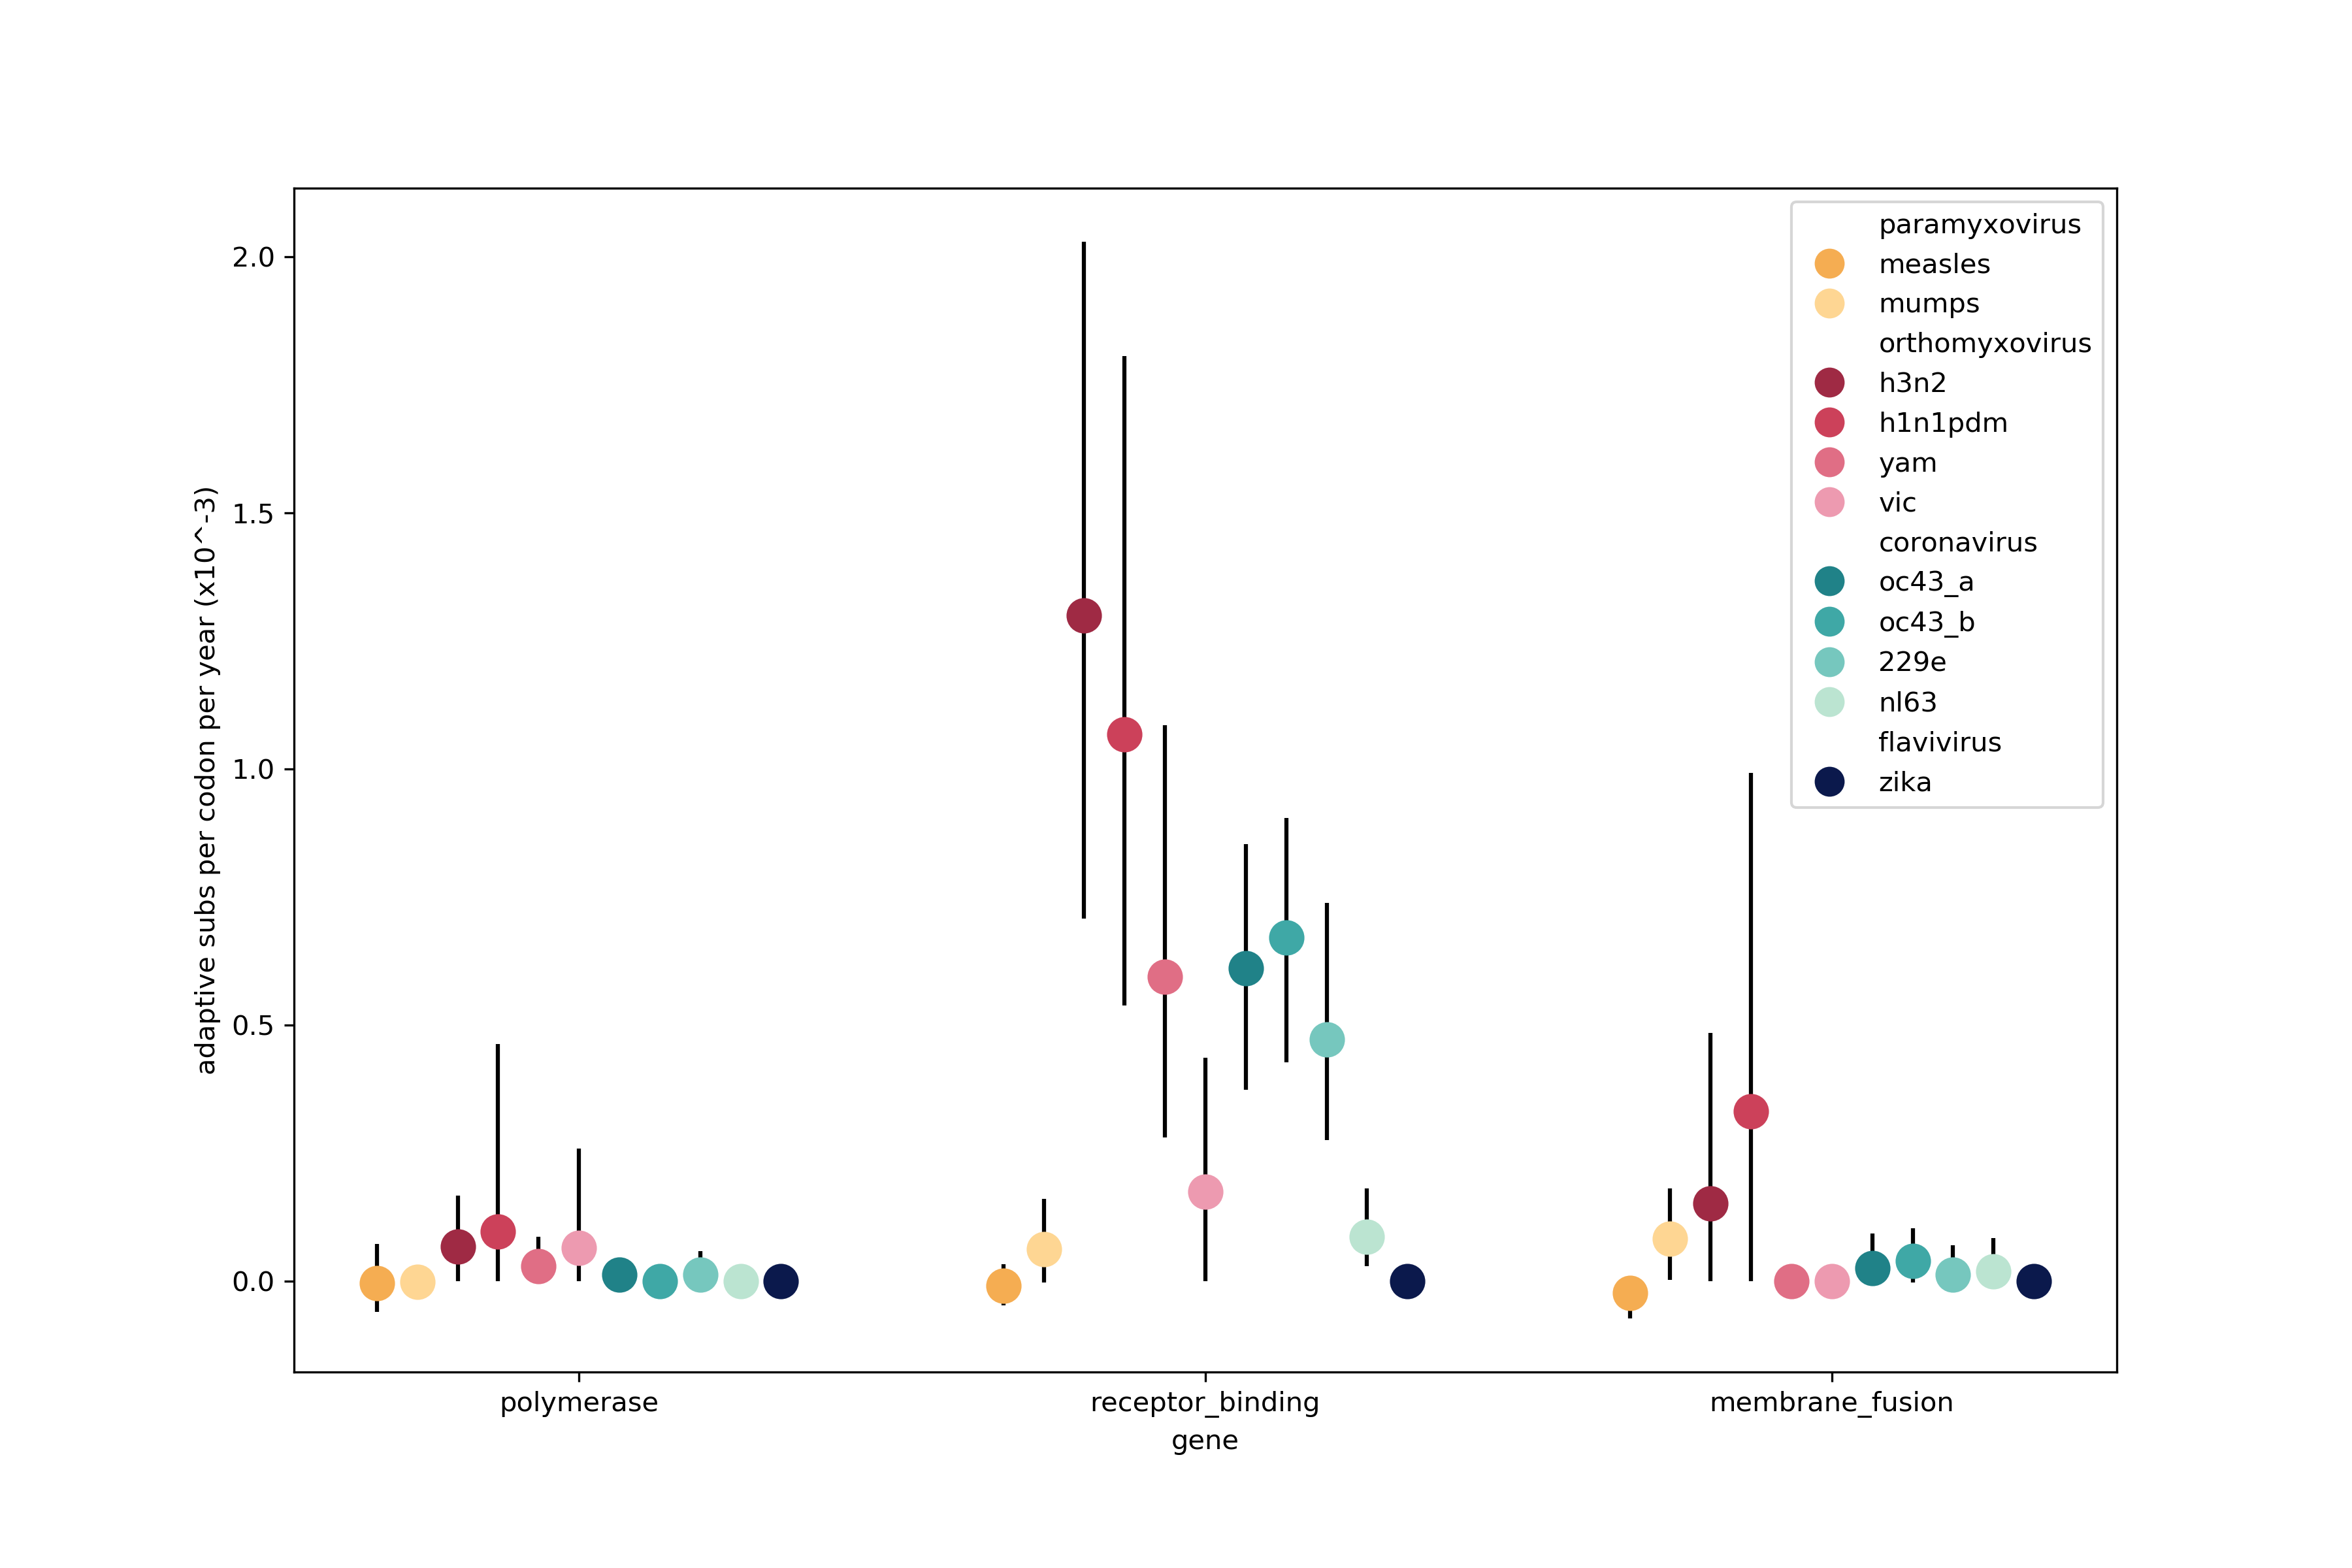 adaptive subs per codon per year (x10^-3)
2.0
1.5
1.0
0.5
0.0
polymerase
receptor_binding
membrane_fusion
gene
paramyxovirus
measles
mumps
orthomyxovirus
h3n2
h1n1pdm
yam
vic
coronavirus
oc43_a
oc43_b
229e
nl63
flavivirus
zika